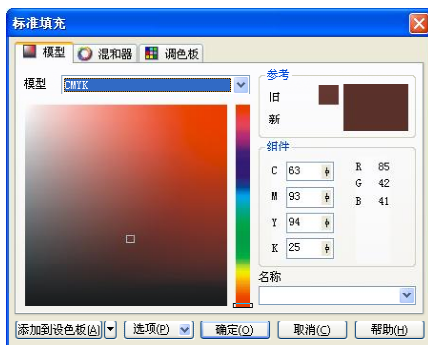 标准填充
模型 混和器 调色板
模型 CMYK
参考
旧
新
组件
C 63 R 85
M 93 G 42
Y 94 B 41
K 25
名称
添加到设色板(A) 选项(P) 确定(O) 取消(C) 帮助(H)